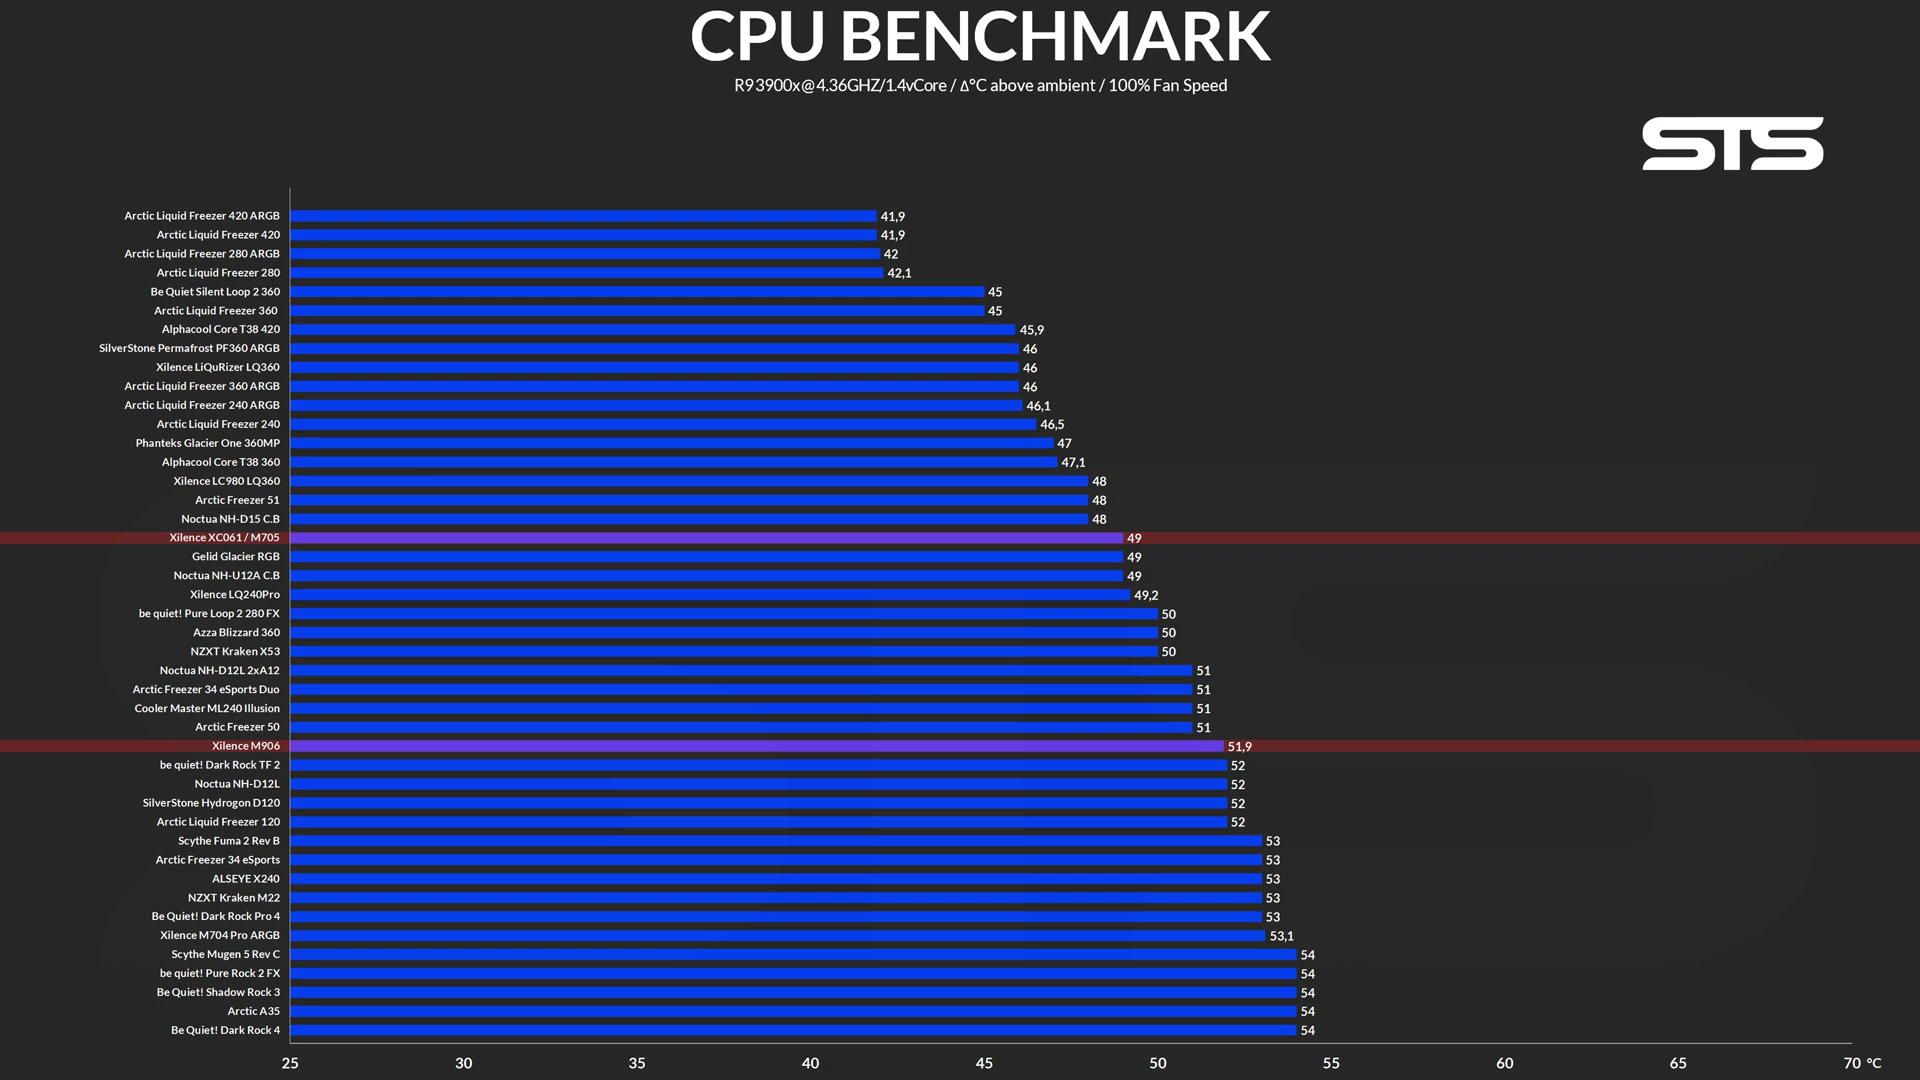 CPU BENCHMARK
R9 3900x@4.36GHZ/1.4vCore / Δ°C above ambient / 100% Fan Speed
STS
Arctic Liquid Freezer 420 ARGB 41,9
Arctic Liquid Freezer 420 41,9
Arctic Liquid Freezer 280 ARGB 42
Arctic Liquid Freezer 280 42,1
Be Quiet Silent Loop 2 360 45
Arctic Liquid Freezer 360 45
Alphacool Core T38 420 45,9
SilverStone Permafrost PF360 ARGB 46
Xilence LiQuRizer LQ360 46
Arctic Liquid Freezer 360 ARGB 46
Arctic Liquid Freezer 240 ARGB 46,1
Arctic Liquid Freezer 240 46,5
Phanteks Glacier One 360MP 47
Alphacool Core T38 360 47,1
Xilence LC980 LQ360 48
Arctic Freezer 51 48
Noctua NH-D15 C.B 48
Xilence XC061 / M705 49
Gelid Glacier RGB 49
Noctua NH-U12A C.B 49
Xilence LQ240Pro 49,2
be quiet! Pure Loop 2 280 FX 50
Azza Blizzard 360 50
NZXT Kraken X53 50
Noctua NH-D12L 2xA12 51
Arctic Freezer 34 eSports Duo 51
Cooler Master ML240 Illusion 51
Arctic Freezer 50 51
Xilence M906 51,9
be quiet! Dark Rock TF 2 52
Noctua NH-D12L 52
SilverStone Hydrogon D120 52
Arctic Liquid Freezer 120 52
Scythe Fuma 2 Rev B 53
Arctic Freezer 34 eSports 53
ALSEYE X240 53
NZXT Kraken M22 53
Be Quiet! Dark Rock Pro 4 53
Xilence M704 Pro ARGB 53,1
Scythe Mugen 5 Rev C 54
be quiet! Pure Rock 2 FX 54
Be Quiet! Shadow Rock 3 54
Arctic A35 54
Be Quiet! Dark Rock 4 54
25 30 35 40 45 50 55 60 65 70 °C